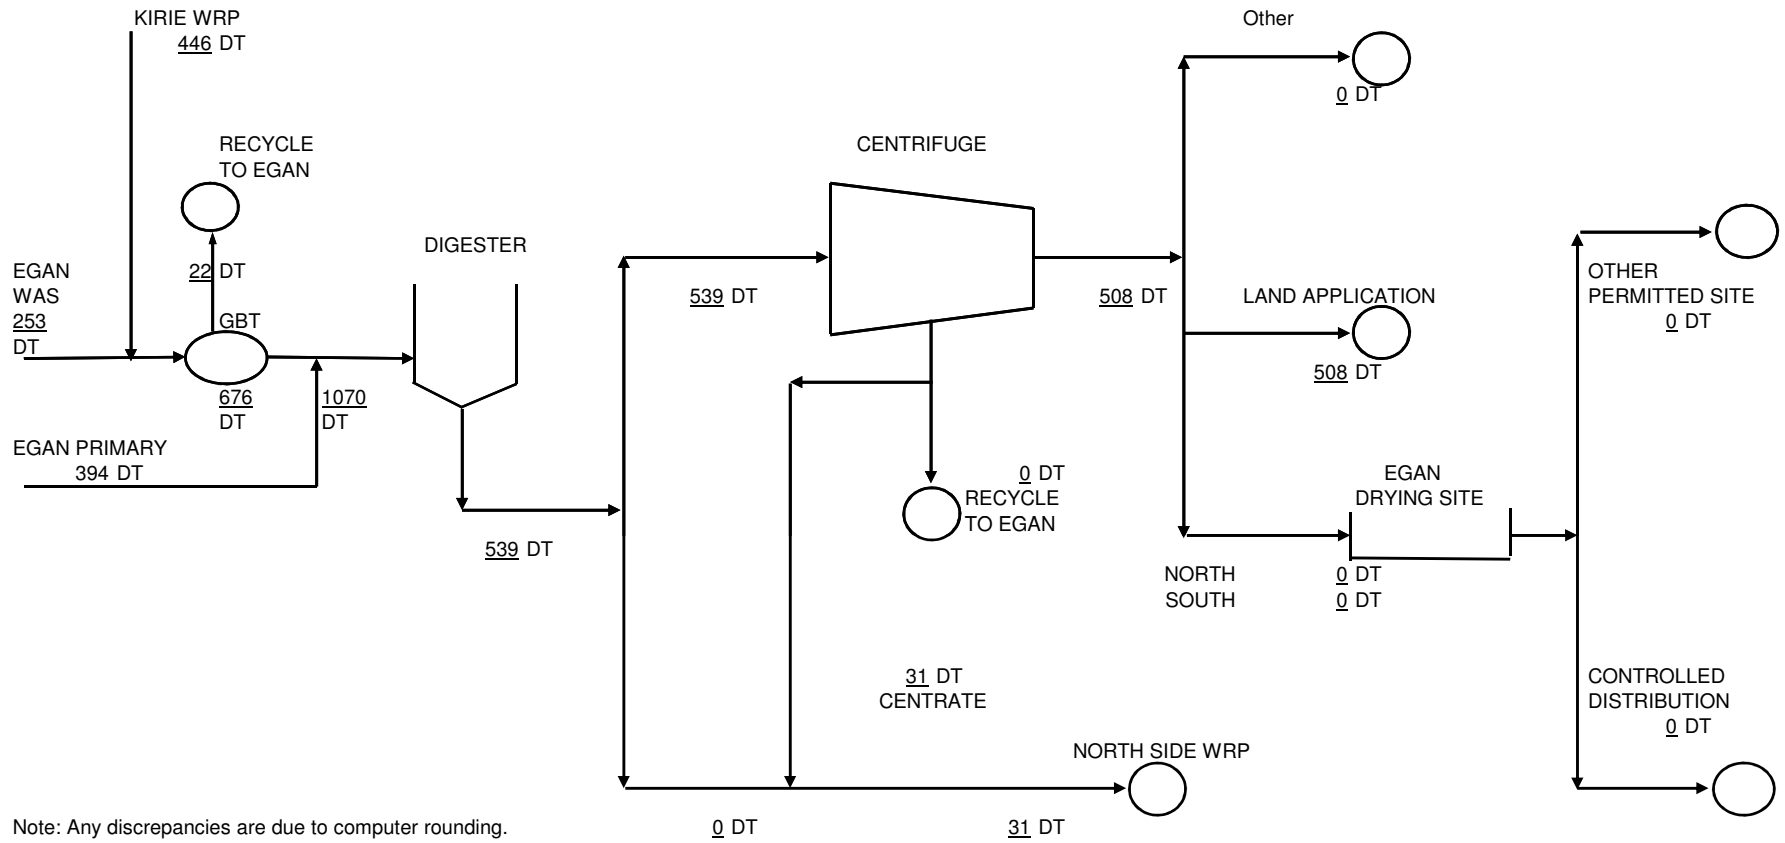 KIRIE WRP
446 DT
Other
0 DT
RECYCLE
TO EGAN
CENTRIFUGE
DIGESTER
EGAN
WAS
253
DT
22 DT
GBT
676
DT
1070
DT
EGAN PRIMARY
394 DT
539 DT
539 DT
508 DT
LAND APPLICATION
508 DT
OTHER
PERMITTED SITE
0 DT
0 DT
RECYCLE
TO EGAN
EGAN
DRYING SITE
NORTH 0 DT
SOUTH 0 DT
31 DT
CENTRATE
CONTROLLED
DISTRIBUTION
0 DT
NORTH SIDE WRP
0 DT
31 DT
Note: Any discrepancies are due to computer rounding.